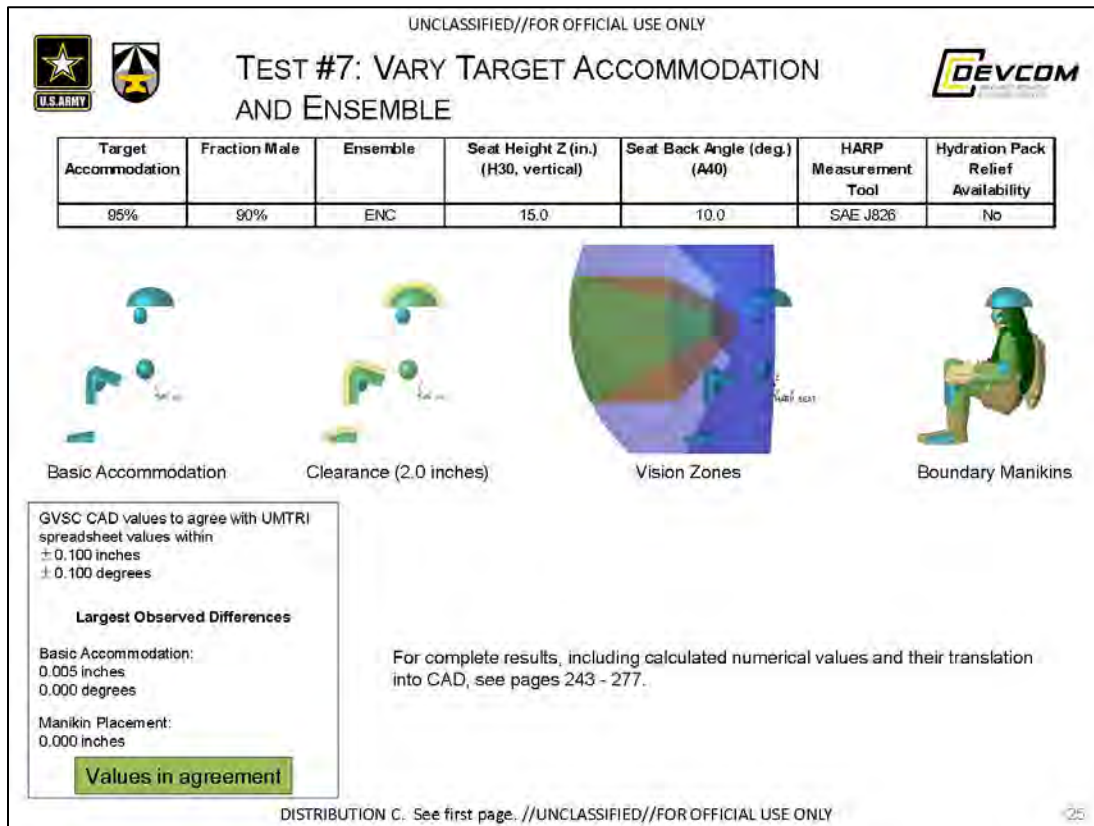 UNCLASSIFIED//FOR OFFICIAL USE ONLY
U.S.ARMY
TEST #7: VARY TARGET ACCOMMODATION
AND ENSEMBLE
DEVCOM
Target Accommodation | Fraction Male | Ensemble | Seat Height Z (in.) (H30, vertical) | Seat Back Angle (deg.) (A40) | HARP Measurement Tool | Hydration Pack Relief Availability
95% | 90% | ENC | 15.0 | 10.0 | SAE J826 | No
Basic Accommodation
Clearance (2.0 inches)
Vision Zones
Boundary Manikins
GVSC CAD values to agree with UMTRI
spreadsheet values within
±0.100 inches
±0.100 degrees
Largest Observed Differences
Basic Accommodation:
0.005 inches
0.000 degrees
Manikin Placement:
0.000 inches
Values in agreement
For complete results, including calculated numerical values and their translation
into CAD, see pages 243 - 277.
DISTRIBUTION C. See first page. //UNCLASSIFIED//FOR OFFICIAL USE ONLY
25